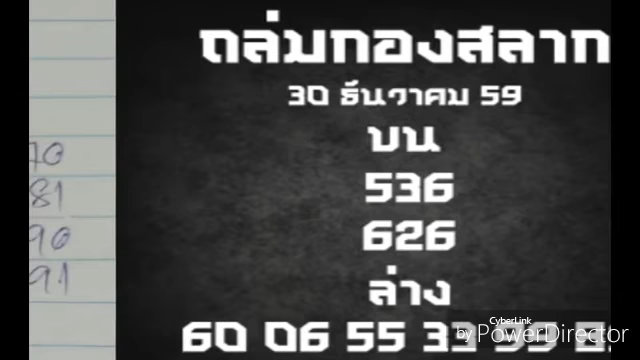 ถล่มกองสลาก
30 ธันวาคม 59
บน
536
626
ล่าง
60 06 55 33
70
81
90
91
CyberLink
by PowerDirector